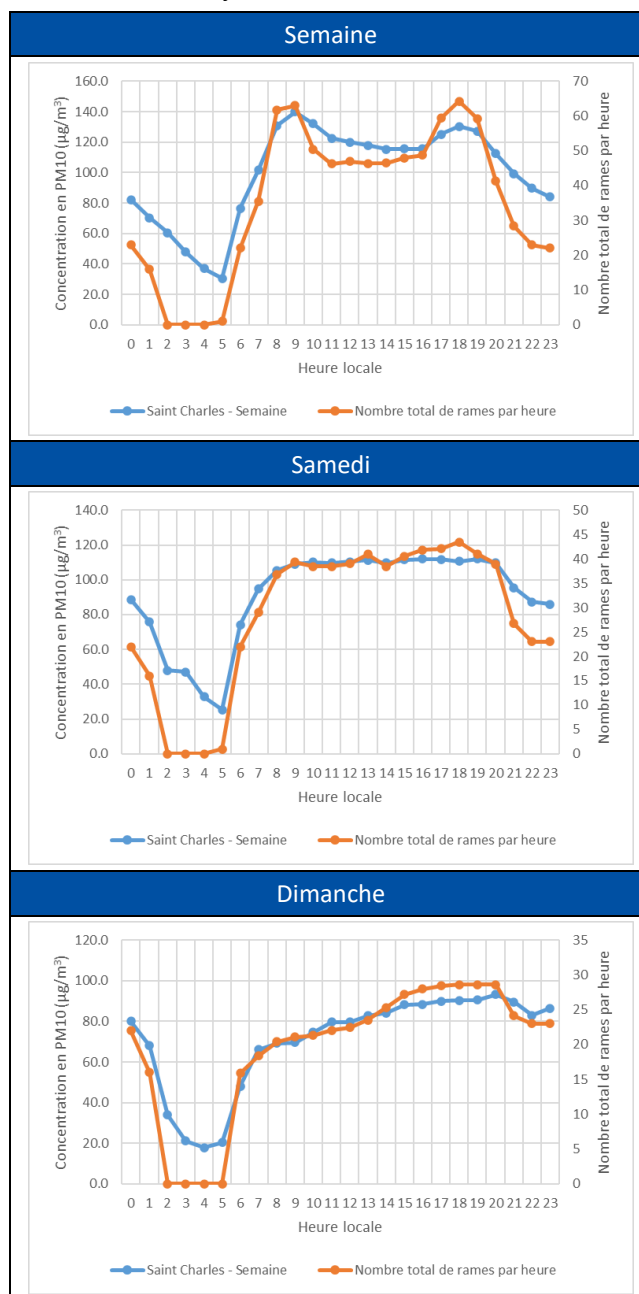 Semaine
Concentration en PM10 (µg/m³)
160.0
140.0
120.0
100.0
80.0
60.0
40.0
20.0
0.0
70
60
50
40
30
20
10
0
Nombre total de rames par heure
0 1 2 3 4 5 6 7 8 9 10 11 12 13 14 15 16 17 18 19 20 21 22 23
Heure locale
Saint Charles - Semaine Nombre total de rames par heure
Samedi
Concentration en PM10 (µg/m³)
140.0
120.0
100.0
80.0
60.0
40.0
20.0
0.0
50
45
40
35
30
25
20
15
10
5
0
Nombre total de rames par heure
0 1 2 3 4 5 6 7 8 9 10 11 12 13 14 15 16 17 18 19 20 21 22 23
Heure locale
Saint Charles - Semaine Nombre total de rames par heure
Dimanche
Concentration en PM10 (µg/m³)
120.0
100.0
80.0
60.0
40.0
20.0
0.0
35
30
25
20
15
10
5
0
Nombre total de rames par heure
0 1 2 3 4 5 6 7 8 9 10 11 12 13 14 15 16 17 18 19 20 21 22 23
Heure locale
Saint Charles - Semaine Nombre total de rames par heure